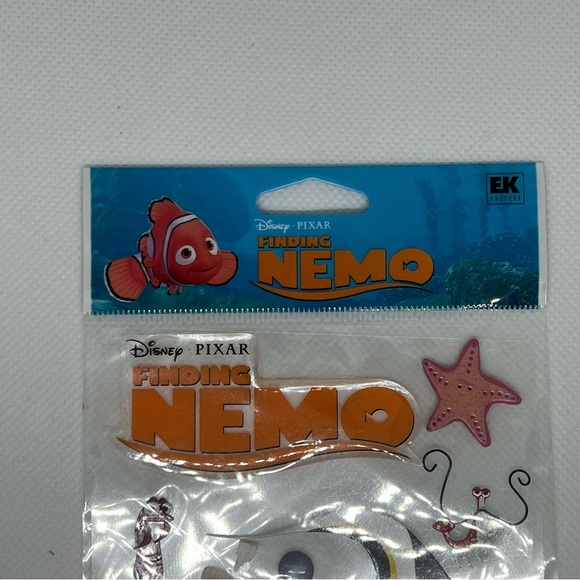 EK
SUCCESS
Disney · PIXAR
FINDING
NEMO
Disney · PIXAR
FINDING
NEMO